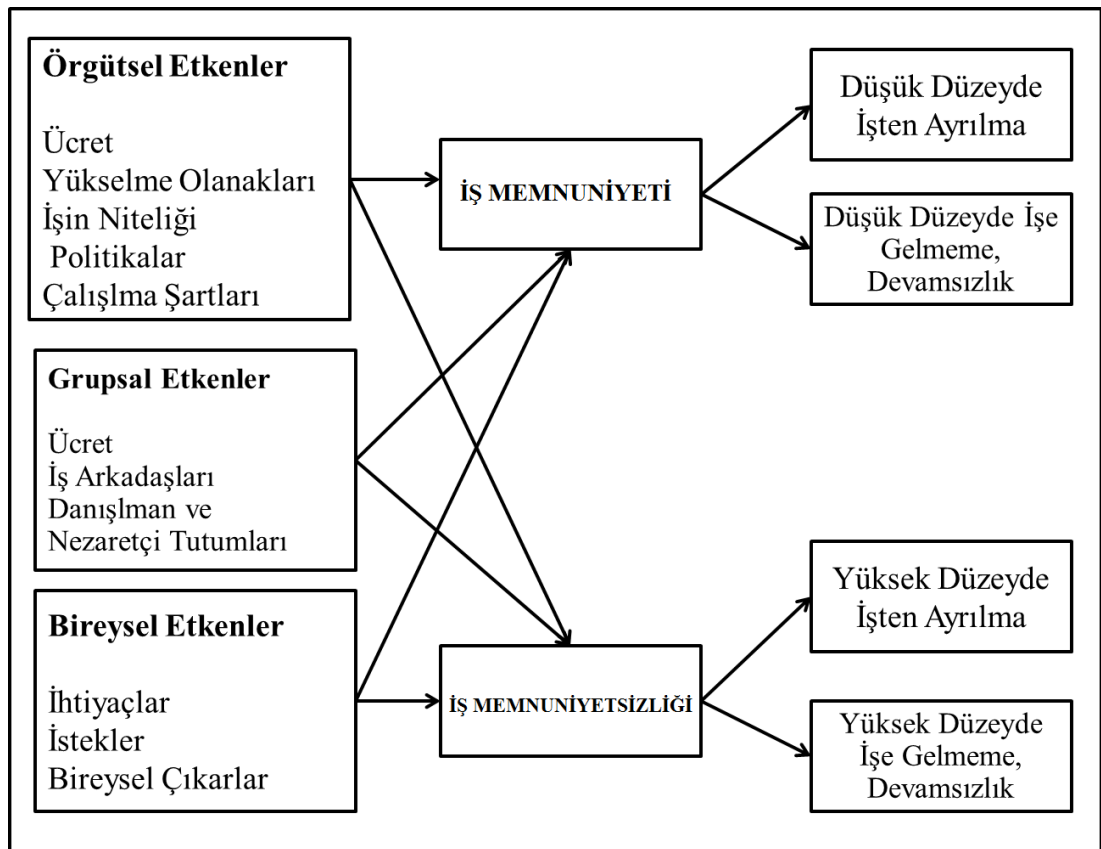 Örgütsel Etkenler
Ücret
Yükselme Olanakları
İşin Niteliği
Politikalar
Çalışlma Şartları
Grupsal Etkenler
Ücret
İş Arkadaşları
Danışlman ve
Nezaretçi Tutumları
Bireysel Etkenler
İhtiyaçlar
İstekler
Bireysel Çıkarlar
İŞ MEMNUNİYETİ
İŞ MEMNUNİYETSİZLİĞİ
Düşük Düzeyde
İşten Ayrılma
Düşük Düzeyde İşe
Gelmeme,
Devamsızlık
Yüksek Düzeyde
İşten Ayrılma
Yüksek Düzeyde
İşe Gelmeme,
Devamsızlık